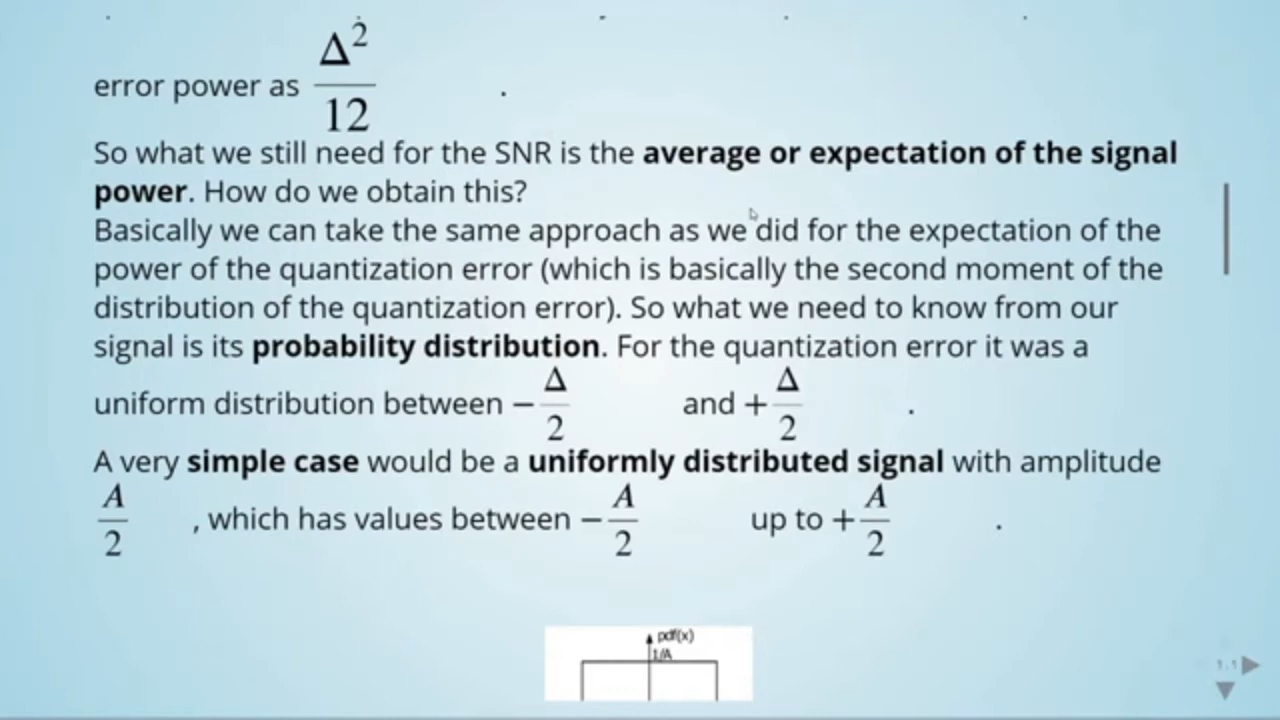 error power as Δ²/12 .
So what we still need for the SNR is the average or expectation of the signal
power. How do we obtain this?
Basically we can take the same approach as we did for the expectation of the
power of the quantization error (which is basically the second moment of the
distribution of the quantization error). So what we need to know from our
signal is its probability distribution. For the quantization error it was a
uniform distribution between −Δ/2 and +Δ/2 .
A very simple case would be a uniformly distributed signal with amplitude
A/2 , which has values between −A/2 up to +A/2 .
pdf(x)
1/A
1.1